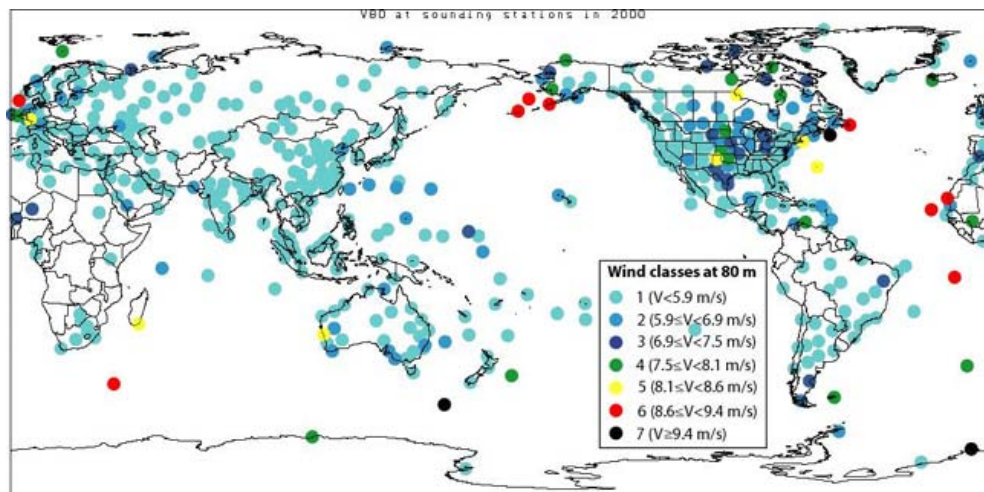 V80 at sounding stations in 2000
Wind classes at 80 m
1 (V<5.9 m/s)
2 (5.9≤V<6.9 m/s)
3 (6.9≤V<7.5 m/s)
4 (7.5≤V<8.1 m/s)
5 (8.1≤V<8.6 m/s)
6 (8.6≤V<9.4 m/s)
7 (V≥9.4 m/s)